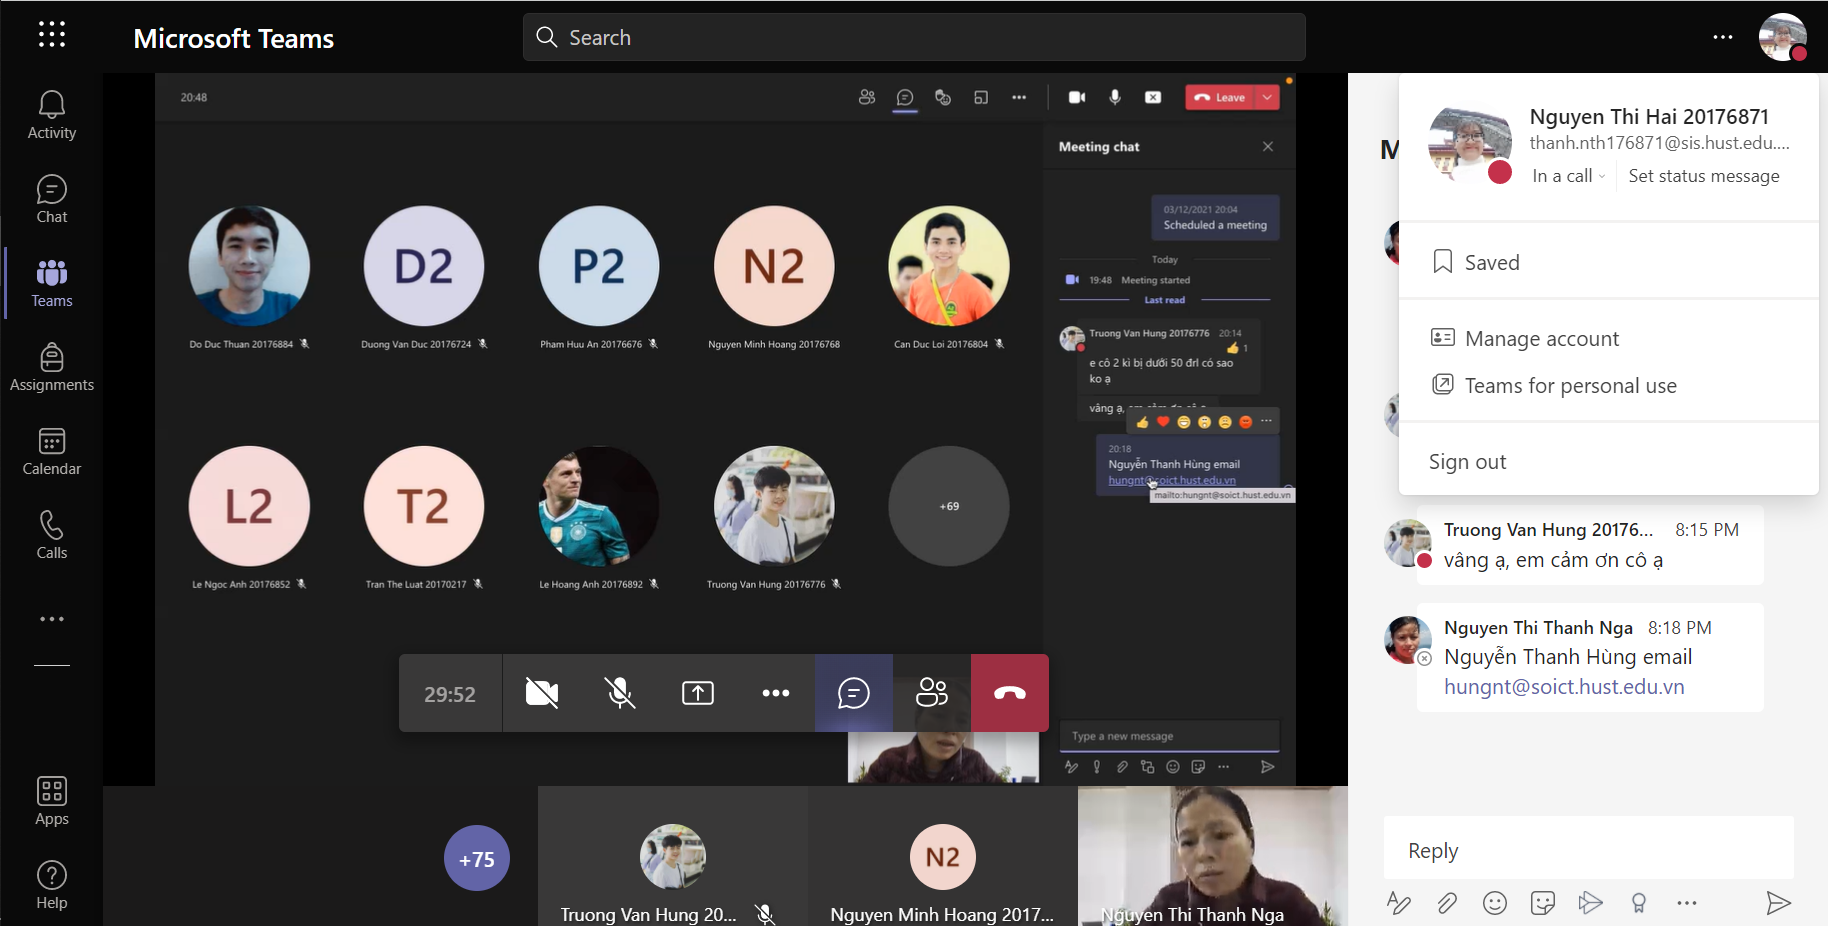 Microsoft Teams
Search
Activity
Chat
Teams
Assignments
Calendar
Calls
Apps
Help
20:48
Leave
Do Duc Thuan 20176884
D2
Duong Van Duc 20176724
P2
Pham Huu An 20176676
N2
Nguyen Minh Hoang 20176768
Can Duc Loi 20176804
L2
Le Ngoc Anh 20176852
T2
Tran The Luat 20170217
Le Hoang Anh 20176892
Truong Van Hung 20176776
+69
Meeting chat
03/12/2021 20:04
Scheduled a meeting
Today
19:48 Meeting started
Last read
Truong Van Hung 20176776 20:14
1
e cô 2 kì bị dưới 50 đrl có sao
ko ạ
vâng ạ,
20:18
Nguyễn Thanh Hùng email
hungnt@soict.hust.edu.vn
mailto:hungnt@soict.hust.edu.vn
Type a new message
29:52
+75
Truong Van Hung 20...
N2
Nguyen Minh Hoang 2017...
Nguyen Thi Thanh Nga
M
Nguyen Thi Hai 20176871
thanh.nth176871@sis.hust.edu....
In a call
Set status message
Saved
Manage account
Teams for personal use
Sign out
Truong Van Hung 20176... 8:15 PM
vâng ạ, em cảm ơn cô ạ
Nguyen Thi Thanh Nga 8:18 PM
Nguyễn Thanh Hùng email
hungnt@soict.hust.edu.vn
Reply